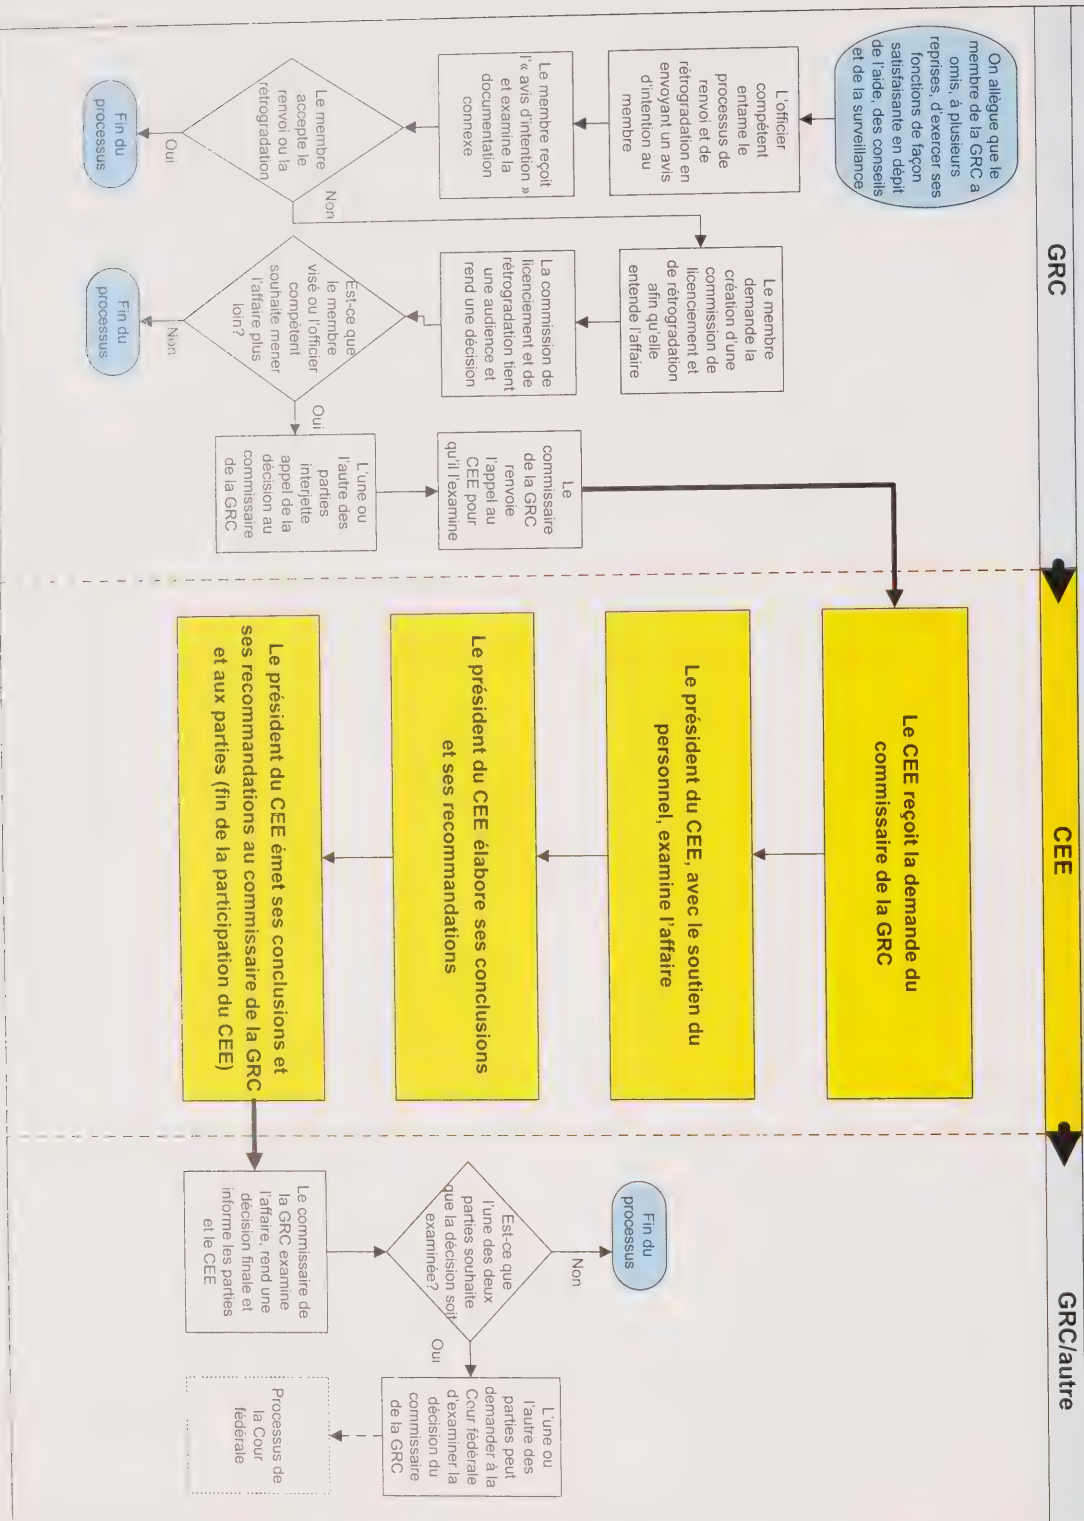 GRC
CEE
GRC/autre
On allègue que le
membre de la GRC a
omis, à plusieurs
reprises, d'exercer ses
fonctions de façon
satisfaisante en dépit
de l'aide, des conseils
et de la surveillance
L'officier
compétent
entame le
processus de
renvoi et de
rétrogradation en
envoyant un avis
d'intention au
membre
Le membre reçoit
l'« avis d'intention »
et examine la
documentation
connexe
Le membre
accepte le
renvoi ou la
rétrogradation
Oui
Fin du
processus
Non
Le membre
demande la
création d'une
commission de
licenciement et
de rétrogradation
afin qu'elle
entende l'affaire
La commission de
licenciement et de
rétrogradation tient
une audience et
rend une décision
Est-ce que
le membre
visé ou l'officier
compétent
souhaite mener
l'affaire plus
loin?
Non
Fin du
processus
Oui
L'une ou
l'autre des
parties
interjette
appel de la
décision au
commissaire
de la GRC
Le
commissaire
de la GRC
renvoie
l'appel au
CEE pour
qu'il l'examine
Le CEE reçoit la demande du
commissaire de la GRC
Le président du CEE, avec le soutien du
personnel, examine l'affaire
Le président du CEE élabore ses conclusions
et ses recommandations
Le président du CEE émet ses conclusions et
ses recommandations au commissaire de la GRC
et aux parties (fin de la participation du CEE)
Le commissaire de
la GRC examine
l'affaire, rend une
décision finale et
informe les parties
et le CEE
Est-ce que
l'une des deux
parties souhaite
que la décision soit
examinée?
Non
Fin du
processus
Oui
L'une ou
l'autre des
parties peut
demander à la
Cour fédérale
d'examiner la
décision du
commissaire
de la GRC
Processus de
la Cour
fédérale